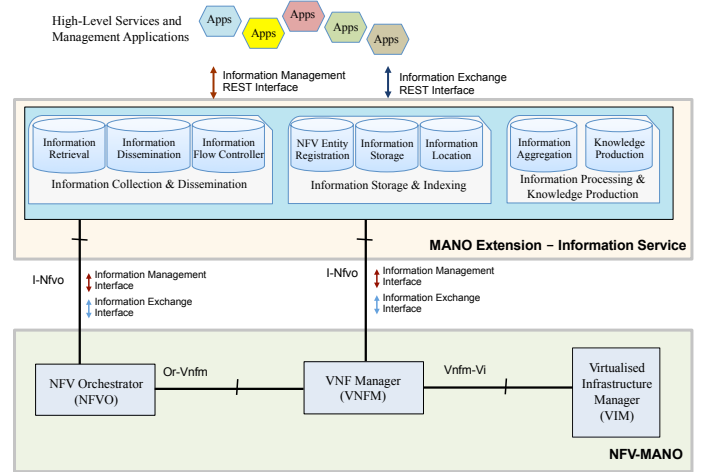 High-Level Services and
Management Applications
Apps
Apps
Apps
Apps
Apps
Information Management
REST Interface
Information Exchange
REST Interface
Information
Retrieval
Information
Dissemination
Information
Flow Controller
Information Collection & Dissemination
NFV Entity
Registration
Information
Storage
Information
Location
Information Storage & Indexing
Information
Aggregation
Knowledge
Production
Information Processing &
Knowledge Production
MANO Extension – Information Service
I-Nfvo
Information Management
Interface
Information Exchange
Interface
I-Nfvo
Information Management
Interface
Information Exchange
Interface
NFV Orchestrator
(NFVO)
Or-Vnfm
VNF Manager
(VNFM)
Vnfm-Vi
Virtualised
Infrastructure
Manager
(VIM)
NFV-MANO